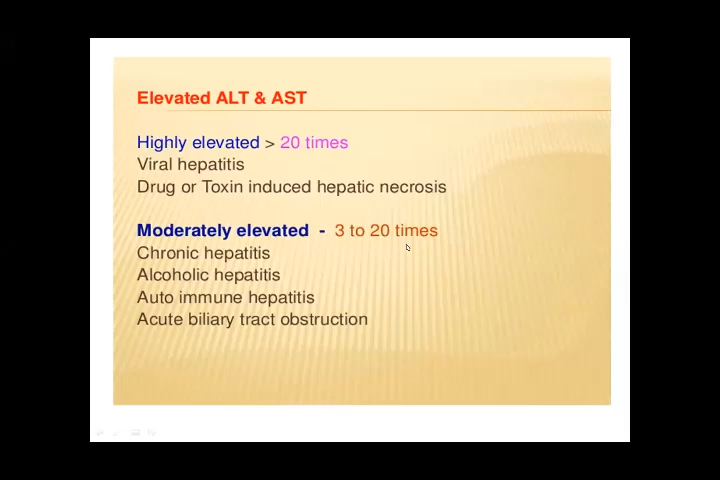 Elevated ALT & AST
Highly elevated > 20 times
Viral hepatitis
Drug or Toxin induced hepatic necrosis
Moderately elevated - 3 to 20 times
Chronic hepatitis
Alcoholic hepatitis
Auto immune hepatitis
Acute biliary tract obstruction